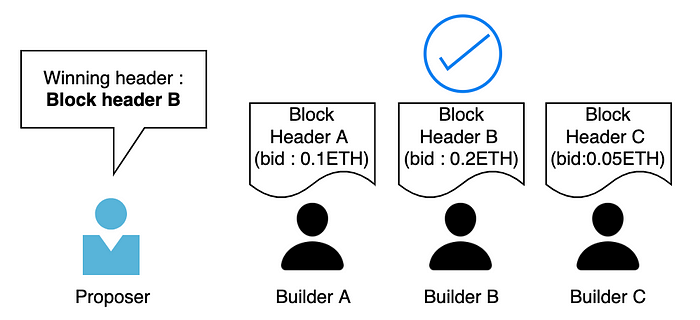 Winning header :
Block header B
Block
Header A
(bid : 0.1ETH)
Block
Header B
(bid : 0.2ETH)
Block
Header C
(bid:0.05ETH)
Proposer
Builder A
Builder B
Builder C